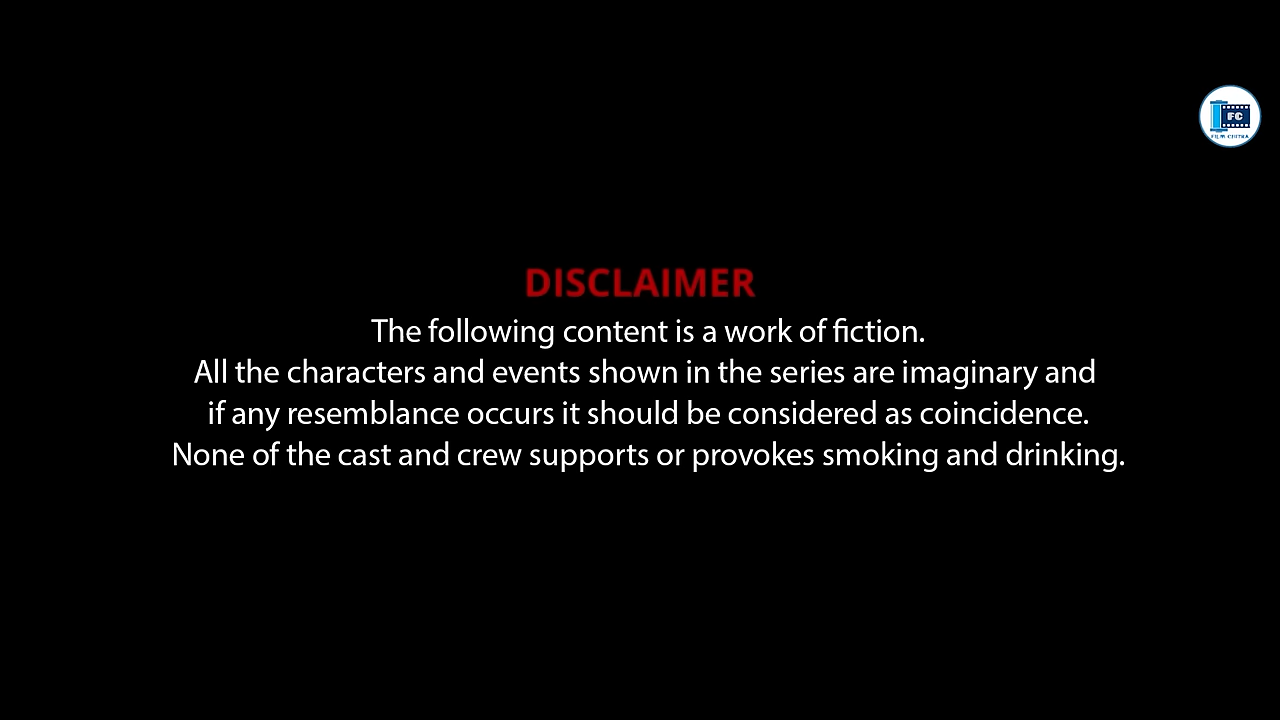 FC
FILM CHITRA
DISCLAIMER
The following content is a work of fiction.
All the characters and events shown in the series are imaginary and
if any resemblance occurs it should be considered as coincidence.
None of the cast and crew supports or provokes smoking and drinking.